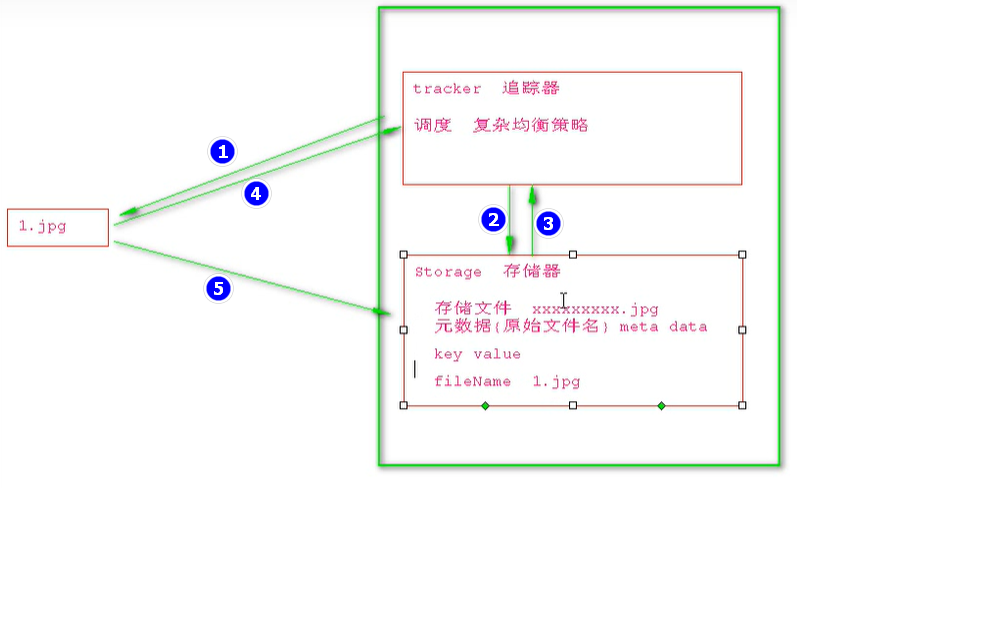 tracker 追踪器
调度 复杂均衡策略
1
4
1.jpg
2
3
5
Storage 存储器
存储文件 xxxxxxxxx.jpg
元数据(原始文件名) meta data
key value
fileName 1.jpg